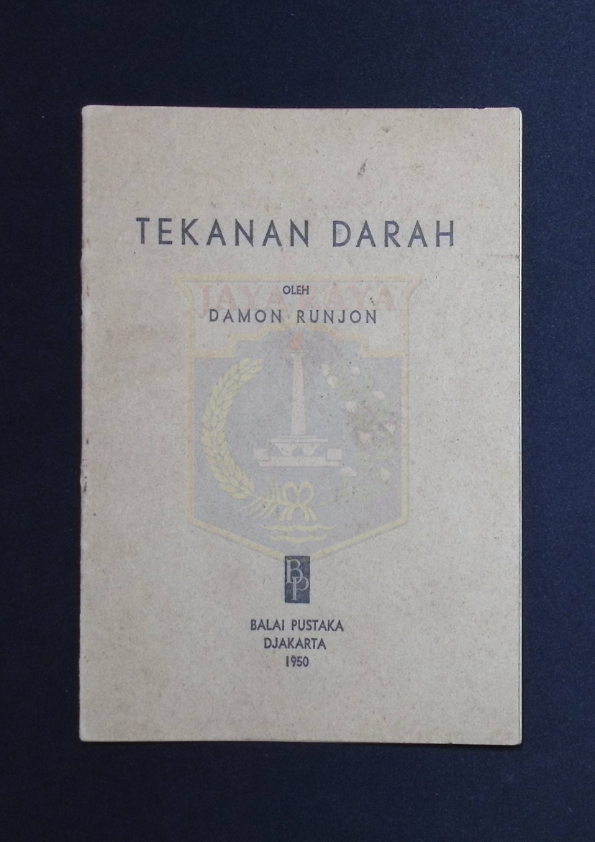 TEKANAN DARAH
JAYA RAYA
OLEH
DAMON RUNJON
BP
BALAI PUSTAKA
DJAKARTA
1950